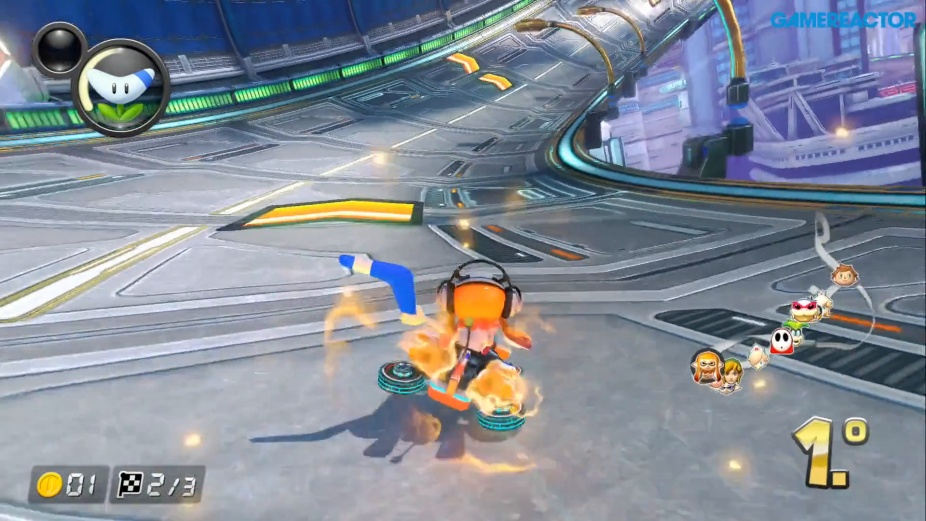 GAMEREACTOR
1.º
01 2/3